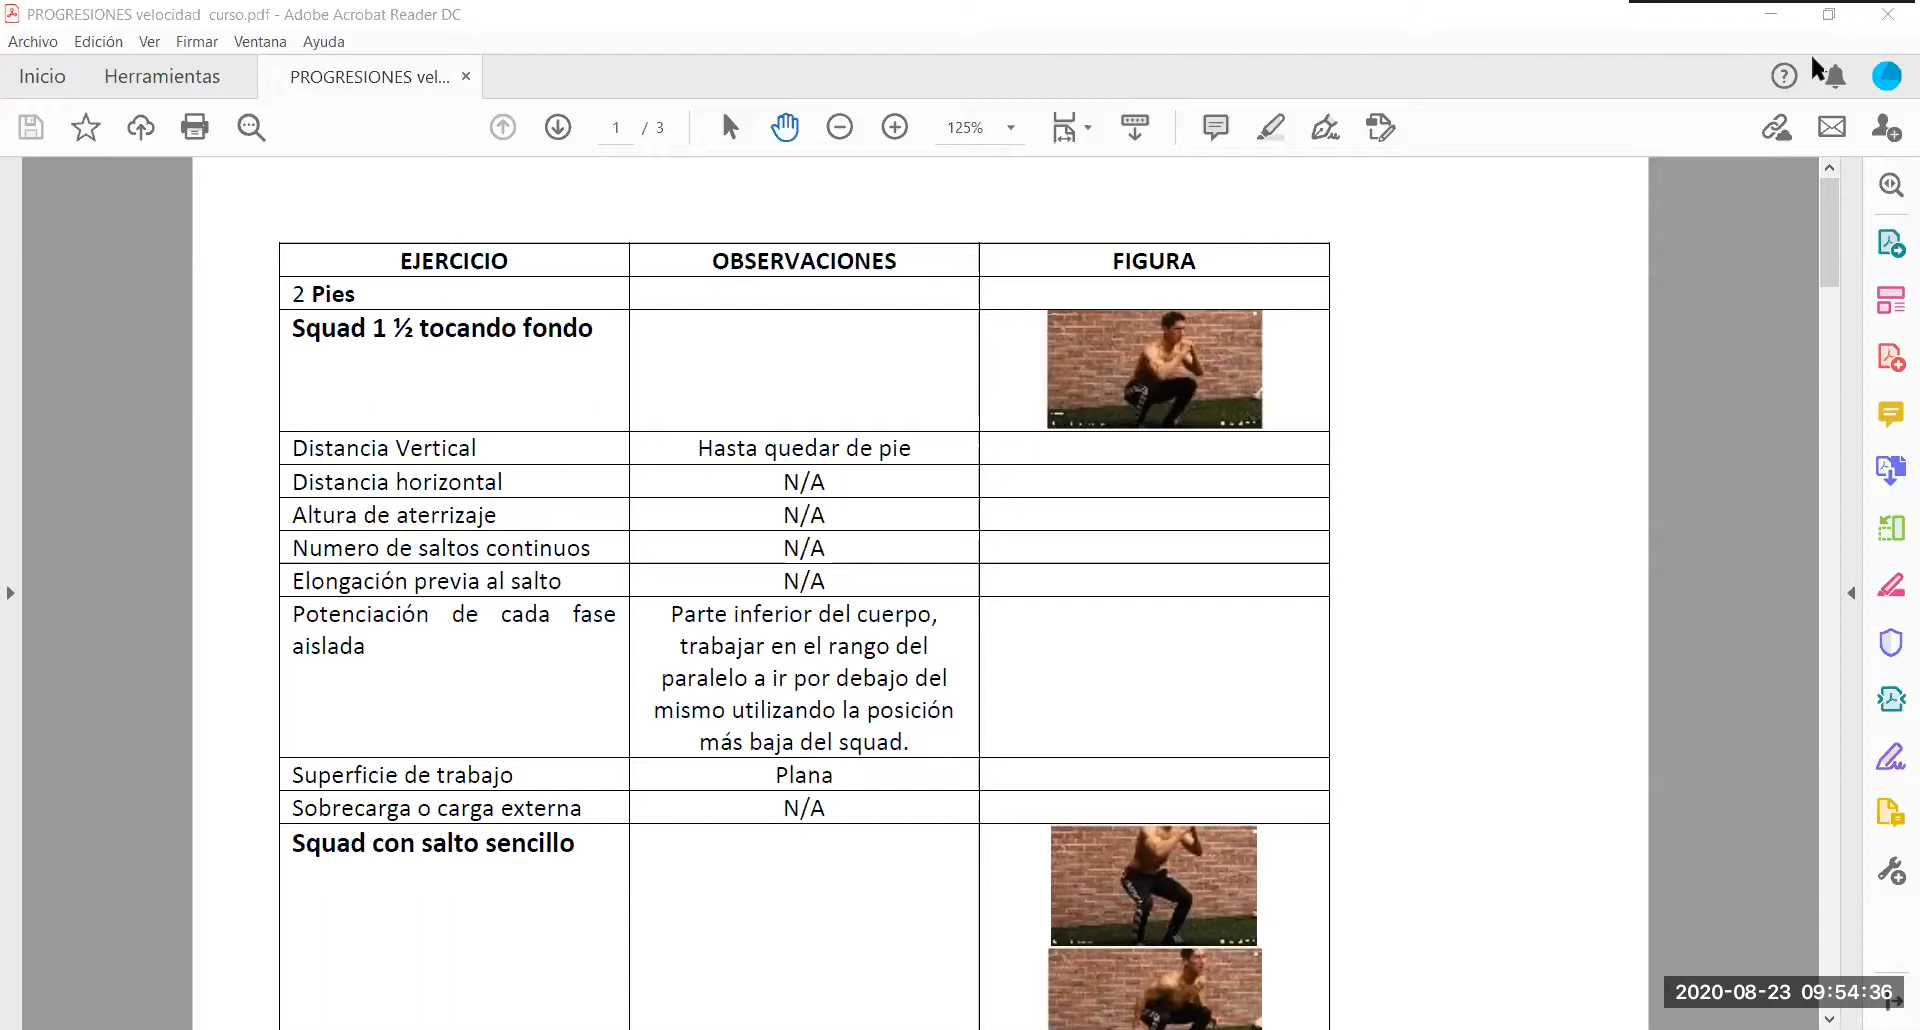 PROGRESIONES velocidad  curso.pdf - Adobe Acrobat Reader DC
Archivo Edición Ver Firmar Ventana Ayuda
Inicio Herramientas PROGRESIONES vel... ×
1 / 3 125%
EJERCICIO OBSERVACIONES FIGURA
2 Pies
Squad 1 ½ tocando fondo
Distancia Vertical Hasta quedar de pie
Distancia horizontal N/A
Altura de aterrizaje N/A
Numero de saltos continuos N/A
Elongación previa al salto N/A
Potenciación de cada fase Parte inferior del cuerpo,
aislada trabajar en el rango del
paralelo a ir por debajo del
mismo utilizando la posición
más baja del squad.
Superficie de trabajo Plana
Sobrecarga o carga externa N/A
Squad con salto sencillo
2020-08-23 09:54:36